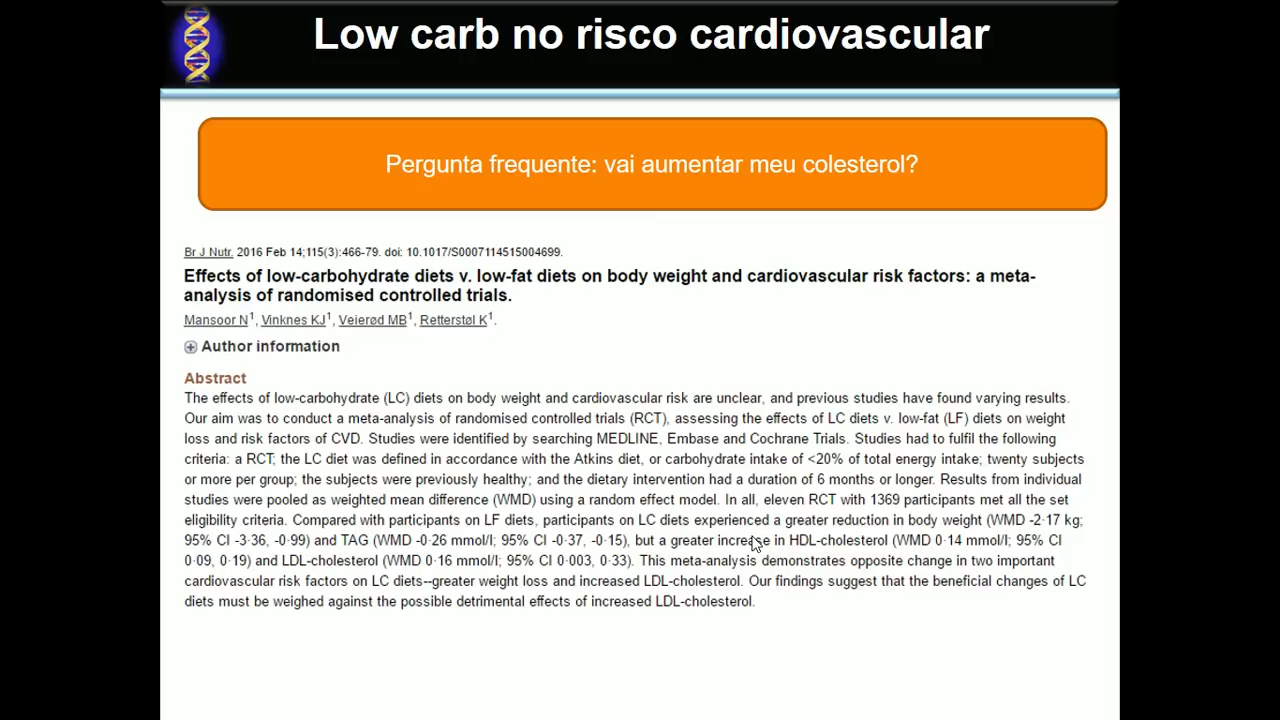 Low carb no risco cardiovascular
Pergunta frequente: vai aumentar meu colesterol?
Br J Nutr. 2016 Feb 14;115(3):466-79. doi: 10.1017/S0007114515004699.
Effects of low-carbohydrate diets v. low-fat diets on body weight and cardiovascular risk factors: a meta-
analysis of randomised controlled trials.
Mansoor N1, Vinknes KJ1, Veierød MB1, Retterstøl K1.
Author information
Abstract
The effects of low-carbohydrate (LC) diets on body weight and cardiovascular risk are unclear, and previous studies have found varying results.
Our aim was to conduct a meta-analysis of randomised controlled trials (RCT), assessing the effects of LC diets v. low-fat (LF) diets on weight
loss and risk factors of CVD. Studies were identified by searching MEDLINE, Embase and Cochrane Trials. Studies had to fulfil the following
criteria: a RCT; the LC diet was defined in accordance with the Atkins diet, or carbohydrate intake of <20% of total energy intake; twenty subjects
or more per group; the subjects were previously healthy; and the dietary intervention had a duration of 6 months or longer. Results from individual
studies were pooled as weighted mean difference (WMD) using a random effect model. In all, eleven RCT with 1369 participants met all the set
eligibility criteria. Compared with participants on LF diets, participants on LC diets experienced a greater reduction in body weight (WMD -2·17 kg;
95% CI -3·36, -0·99) and TAG (WMD -0·26 mmol/l; 95% CI -0·37, -0·15), but a greater increase in HDL-cholesterol (WMD 0·14 mmol/l; 95% CI
0·09, 0·19) and LDL-cholesterol (WMD 0·16 mmol/l; 95% CI 0·003, 0·33). This meta-analysis demonstrates opposite change in two important
cardiovascular risk factors on LC diets--greater weight loss and increased LDL-cholesterol. Our findings suggest that the beneficial changes of LC
diets must be weighed against the possible detrimental effects of increased LDL-cholesterol.